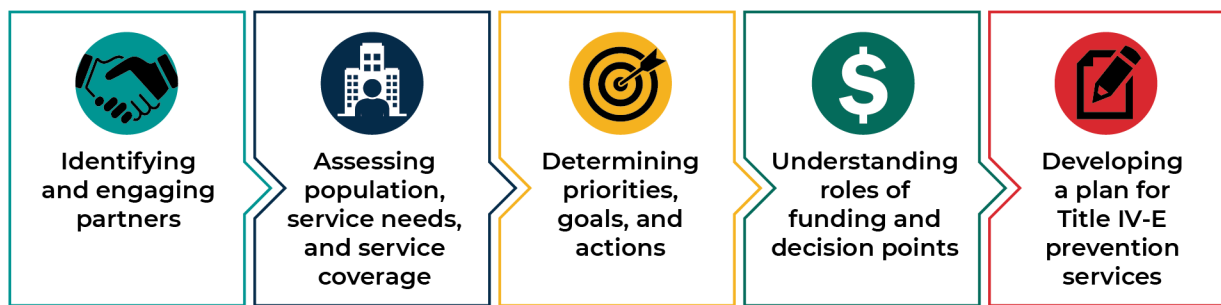 Identifying
and engaging
partners
Assessing
population,
service needs,
and service
coverage
Determining
priorities,
goals, and
actions
$
Understanding
roles of
funding and
decision points
Developing
a plan for
Title IV-E
prevention
services